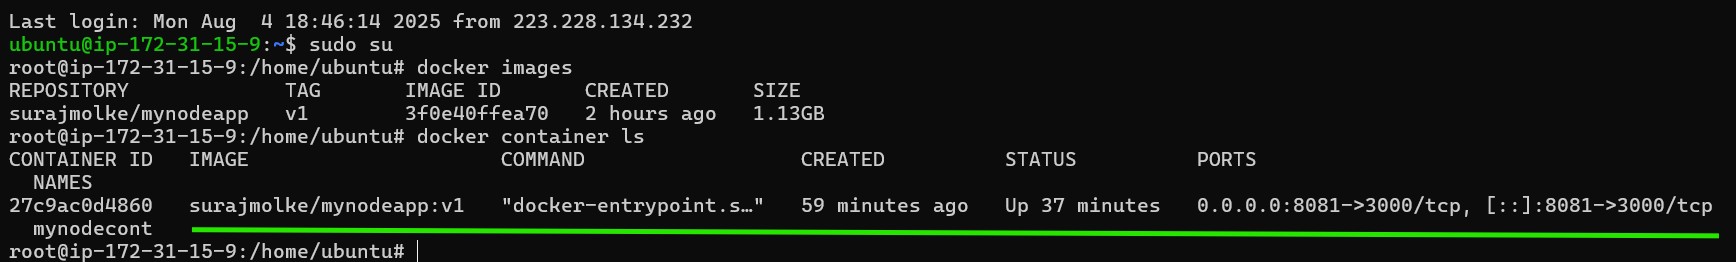 Last login: Mon Aug  4 18:46:14 2025 from 223.228.134.232
ubuntu@ip-172-31-15-9:~$ sudo su
root@ip-172-31-15-9:/home/ubuntu# docker images
REPOSITORY             TAG       IMAGE ID       CREATED       SIZE
surajmolke/mynodeapp   v1        3f0e40ffea70   2 hours ago   1.13GB
root@ip-172-31-15-9:/home/ubuntu# docker container ls
CONTAINER ID   IMAGE                     COMMAND                  CREATED          STATUS          PORTS
  NAMES
27c9ac0d4860   surajmolke/mynodeapp:v1   "docker-entrypoint.s…"   59 minutes ago   Up 37 minutes   0.0.0.0:8081->3000/tcp, [::]:8081->3000/tcp
  mynodecont
root@ip-172-31-15-9:/home/ubuntu#